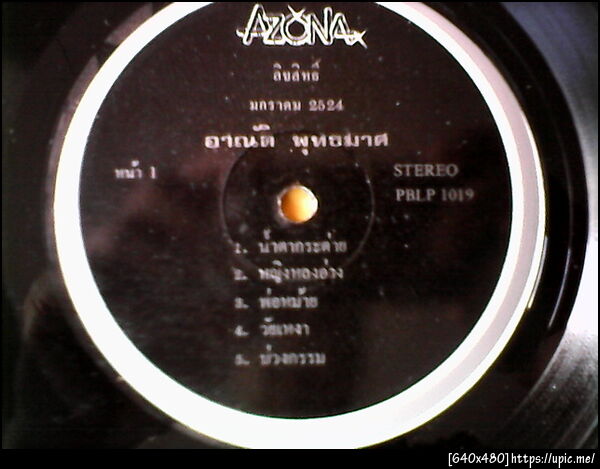 AZONA
ลิขสิทธิ์
มกราคม 2524
อาณัติ พุทธมาศ
หน้า 1
STEREO
PBLP 1019
1. น้ำตากระต่าย
2. หญิงหลงอ่าง
3. พ่อหม้าย
4. วัยเหงา
5. บ่วงกรรม
[640x480]https://upic.me/